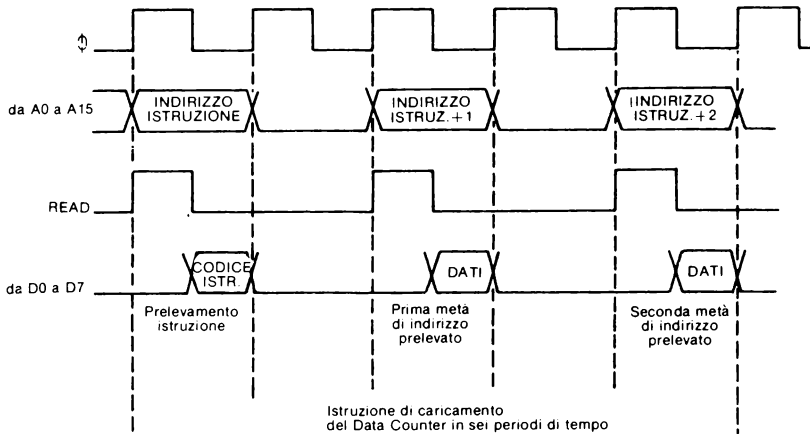 Φ
da A0 a A15
INDIRIZZO
ISTRUZIONE
INDIRIZZO
ISTRUZ.+1
INDIRIZZO
ISTRUZ.+2
READ
da D0 a D7
CODICE
ISTR.
DATI
DATI
Prelevamento
istruzione
Prima metà
di indirizzo
prelevato
Seconda metà
di indirizzo
prelevato
Istruzione di caricamento
del Data Counter in sei periodi di tempo